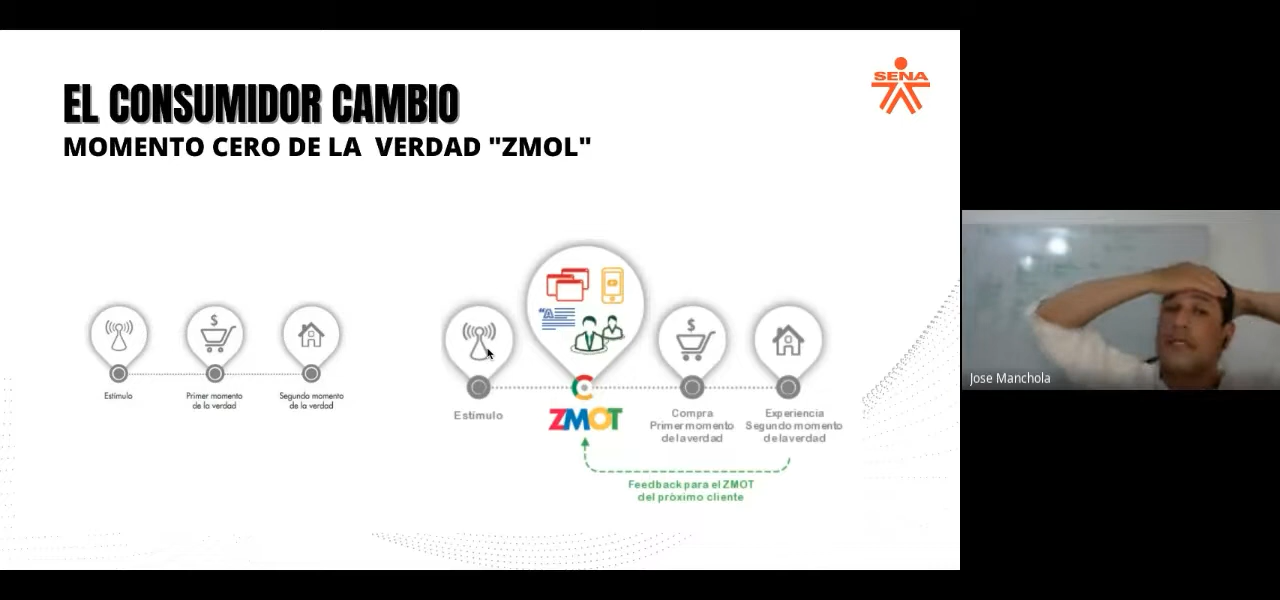 SENA
EL CONSUMIDOR CAMBIO
MOMENTO CERO DE LA VERDAD "ZMOL"
Estímulo
Primer momento
de la verdad
Segundo momento
de la verdad
"A
Estímulo
ZMOT
Compra
Primer momento
de la verdad
Experiencia
Segundo momento
de la verdad
Feedback para el ZMOT
del próximo cliente
Jose Manchola